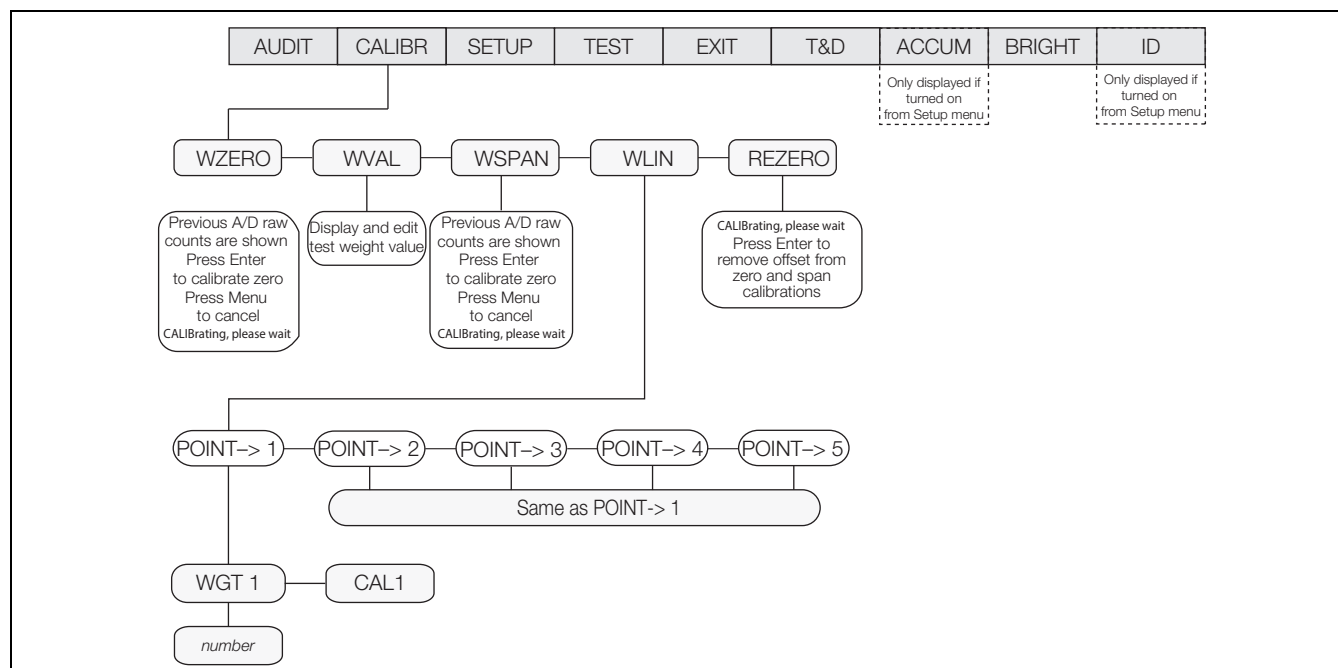 AUDIT CALIBR SETUP TEST EXIT T&D ACCUM BRIGHT ID
Only displayed if
turned on
from Setup menu
Only displayed if
turned on
from Setup menu
WZERO WVAL WSPAN WLIN REZERO
Previous A/D raw
counts are shown
Press Enter
to calibrate zero
Press Menu
to cancel
CALIBrating, please wait
Display and edit
test weight value
Previous A/D raw
counts are shown
Press Enter
to calibrate zero
Press Menu
to cancel
CALIBrating, please wait
CALIBrating, please wait
Press Enter to
remove offset from
zero and span
calibrations
POINT–> 1 POINT–> 2 POINT–> 3 POINT–> 4 POINT–> 5
Same as POINT-> 1
WGT 1 CAL1
number